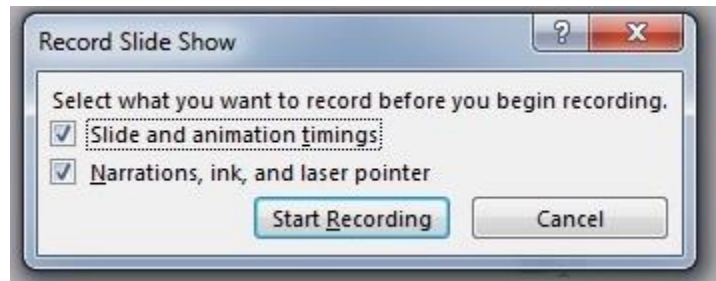 Record Slide Show
?
Select what you want to record before you begin recording.
Slide and animation timings
Narrations, ink, and laser pointer
Start Recording Cancel